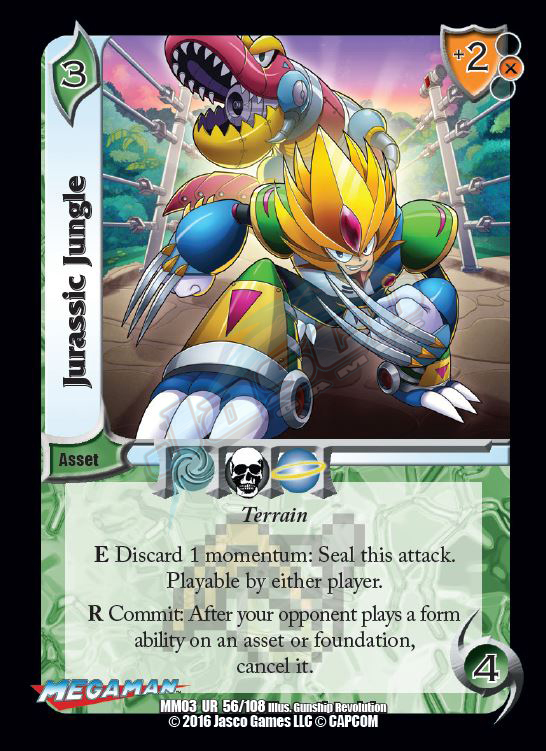 3
+2
Jurassic Jungle
Asset
Terrain
E Discard 1 momentum: Seal this attack.
Playable by either player.
R Commit: After your opponent plays a form
ability on an asset or foundation,
cancel it.
4
MEGAMAN™
MM03 UR 56/108 Illus. Gunship Revolution
© 2016 Jasco Games LLC © CAPCOM